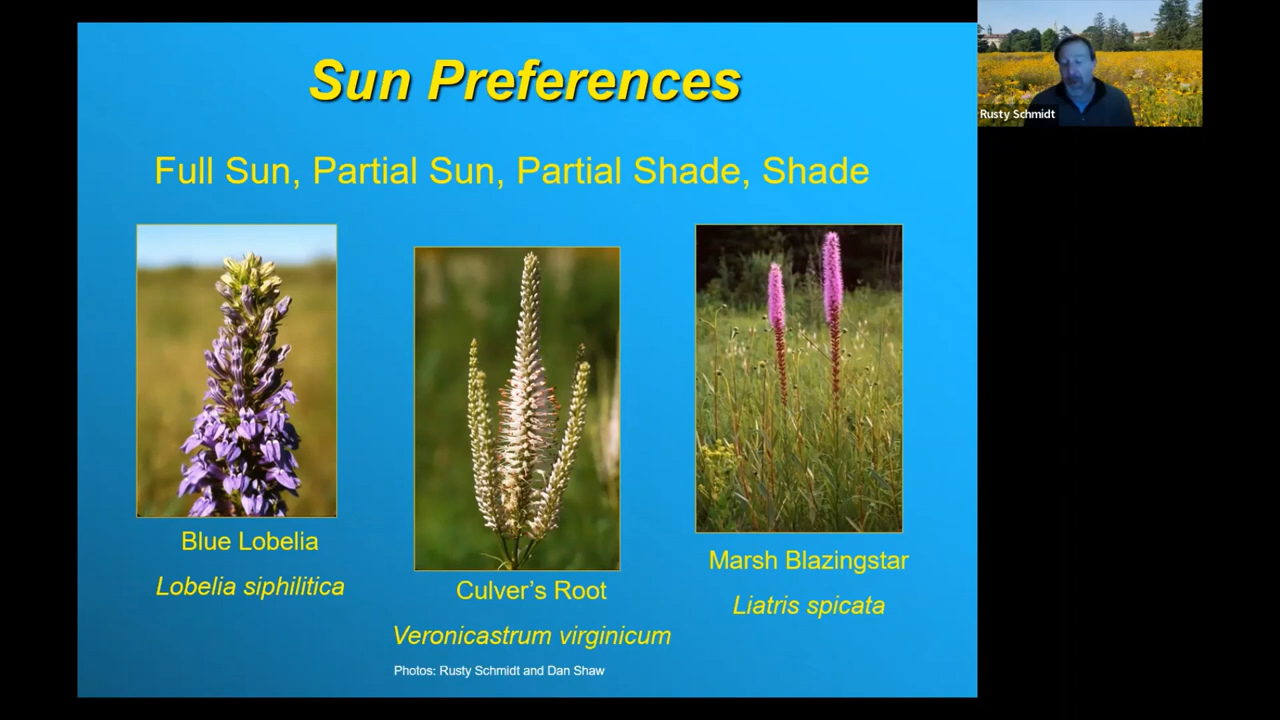 Sun Preferences
Rusty Schmidt
Full Sun, Partial Sun, Partial Shade, Shade
Blue Lobelia
Lobelia siphilitica
Culver's Root
Veronicastrum virginicum
Marsh Blazingstar
Liatris spicata
Photos: Rusty Schmidt and Dan Shaw